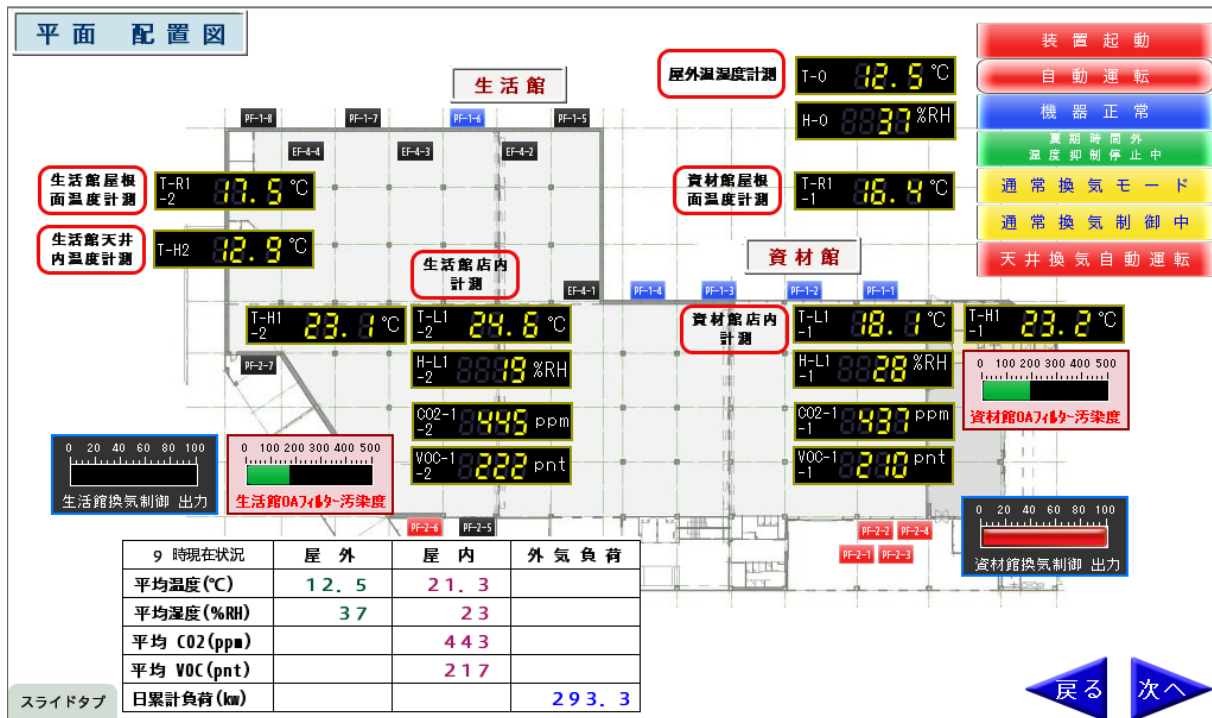 平面 配置図
生活館
屋外温湿度計測
T-O 12.5 ℃
H-O 37 %RH
装置起動
自動運転
機器正常
夏期時間外
温度抑制停止中
通常換気モード
通常換気制御中
天井換気自動運転
PF-1-8
PF-1-7
PF-1-6
PF-1-5
EF-4-4
EF-4-3
EF-4-2
生活館屋根
面温度計測
T-R1
-2
17.5 ℃
資材館屋根
面温度計測
T-R1
-1
16.4 ℃
生活館天井
内温度計測
T-H2 12.9 ℃
生活館店内
計測
資材館
EF-4-1
PF-1-4
PF-1-3
PF-1-2
PF-1-1
T-H1
-2
23.1 ℃
T-L1
-2
24.6 ℃
資材館店内
計測
T-L1
-1
18.1 ℃
T-H1
-1
23.2 ℃
PF-2-7
H-L1
-2
19 %RH
H-L1
-1
28 %RH
0 100 200 300 400 500
資材館OAフィルター汚染度
CO2-1
-2
445 ppm
CO2-1
-1
437 ppm
0 20 40 60 80 100
生活館換気制御 出力
0 100 200 300 400 500
生活館OAフィルター汚染度
VOC-1
-2
222 pnt
VOC-1
-1
210 pnt
0 20 40 60 80 100
資材館換気制御 出力
PF-2-6
PF-2-5
PF-2-2
PF-2-4
PF-2-1
PF-2-3
9 時現在状況 屋外 屋内 外気負荷
平均温度(℃) 12.5 21.3
平均湿度(%RH) 37 23
平均 CO2(ppm) 443
平均 VOC(pnt) 217
日累計負荷(kw) 293.3
スライドタブ
戻る
次へ